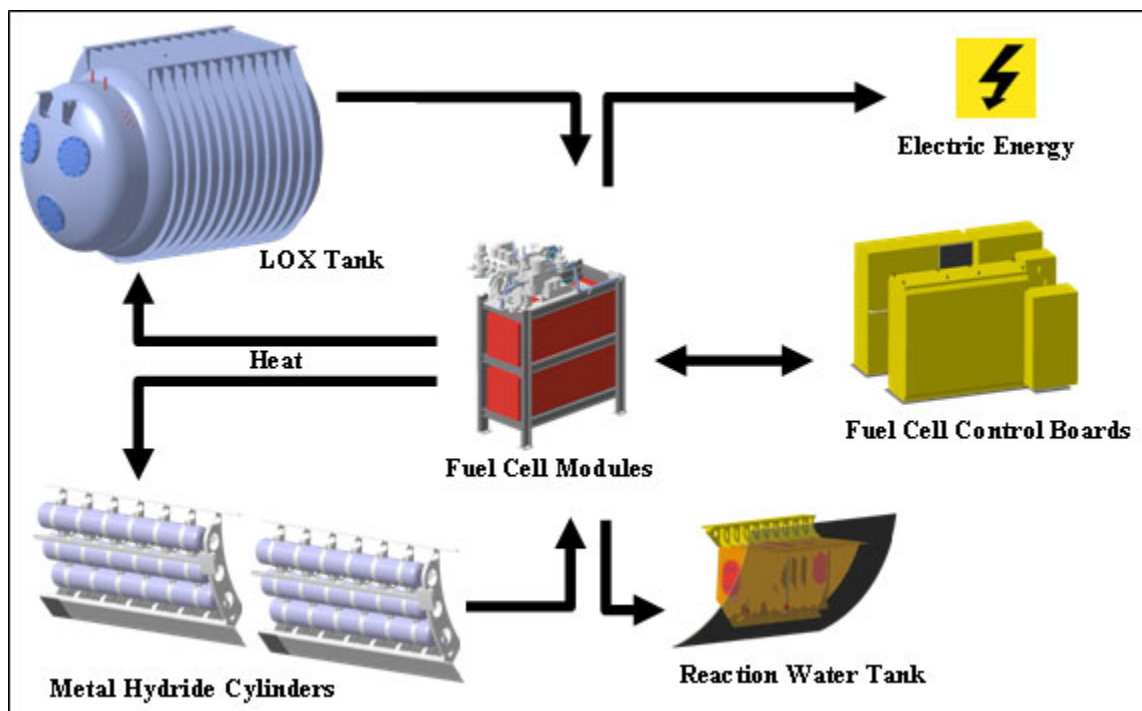 Electric Energy
LOX Tank
Heat
Fuel Cell Modules
Fuel Cell Control Boards
Metal Hydride Cylinders
Reaction Water Tank